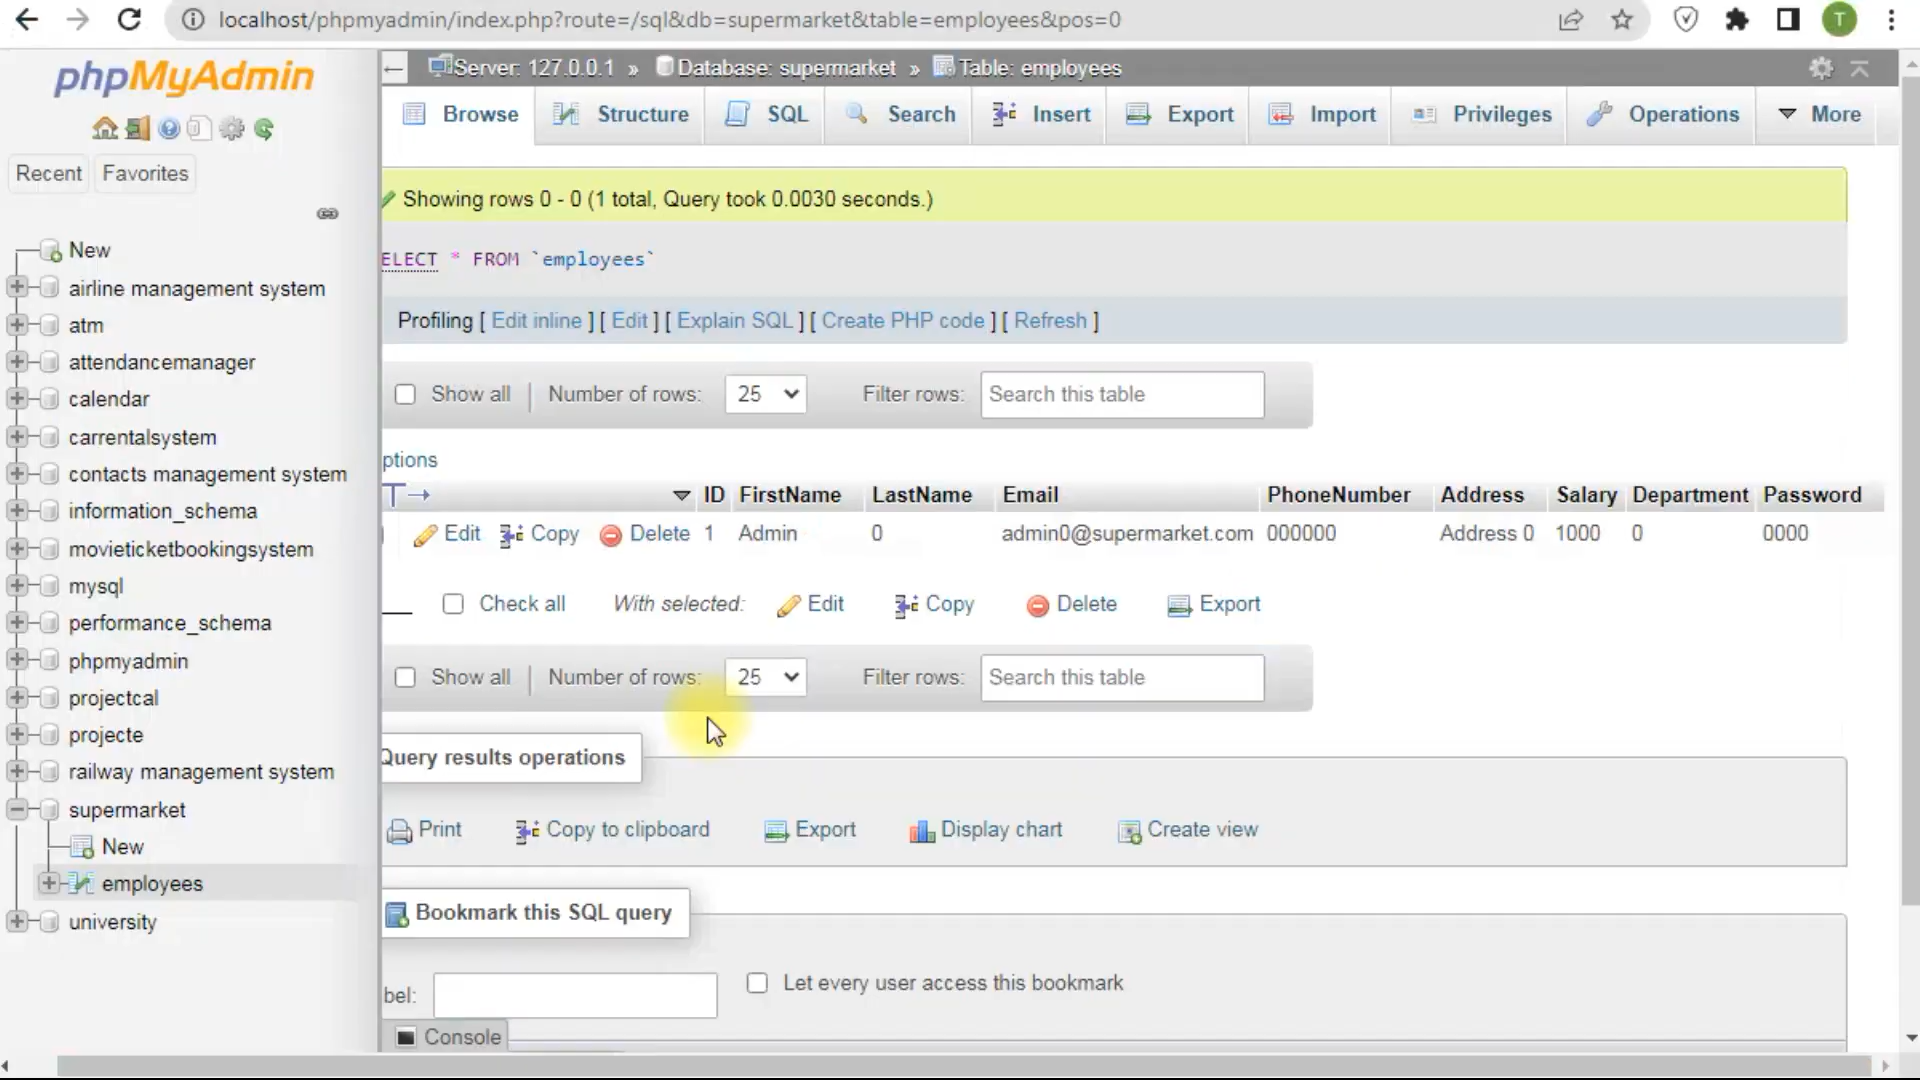 localhost/phpmyadmin/index.php?route=/sql&db=supermarket&table=employees&pos=0
T
phpMyAdmin
Recent Favorites
New
airline management system
atm
attendancemanager
calendar
carrentalsystem
contacts management system
information_schema
movieticketbookingsystem
mysql
performance_schema
phpmyadmin
projectcal
projecte
railway management system
supermarket
New
employees
university
Server: 127.0.0.1 » Database: supermarket » Table: employees
Browse Structure SQL Search Insert Export Import Privileges Operations More
Showing rows 0 - 0 (1 total, Query took 0.0030 seconds.)
ELECT * FROM `employees`
Profiling [ Edit inline ] [ Edit ] [ Explain SQL ] [ Create PHP code ] [ Refresh ]
Show all | Number of rows: 25 Filter rows: Search this table
ptions
ID FirstName LastName Email PhoneNumber Address Salary Department Password
Edit Copy Delete 1 Admin 0 admin0@supermarket.com 000000 Address 0 1000 0 0000
Check all With selected: Edit Copy Delete Export
Show all | Number of rows: 25 Filter rows: Search this table
Query results operations
Print Copy to clipboard Export Display chart Create view
Bookmark this SQL query
bel: Let every user access this bookmark
Console